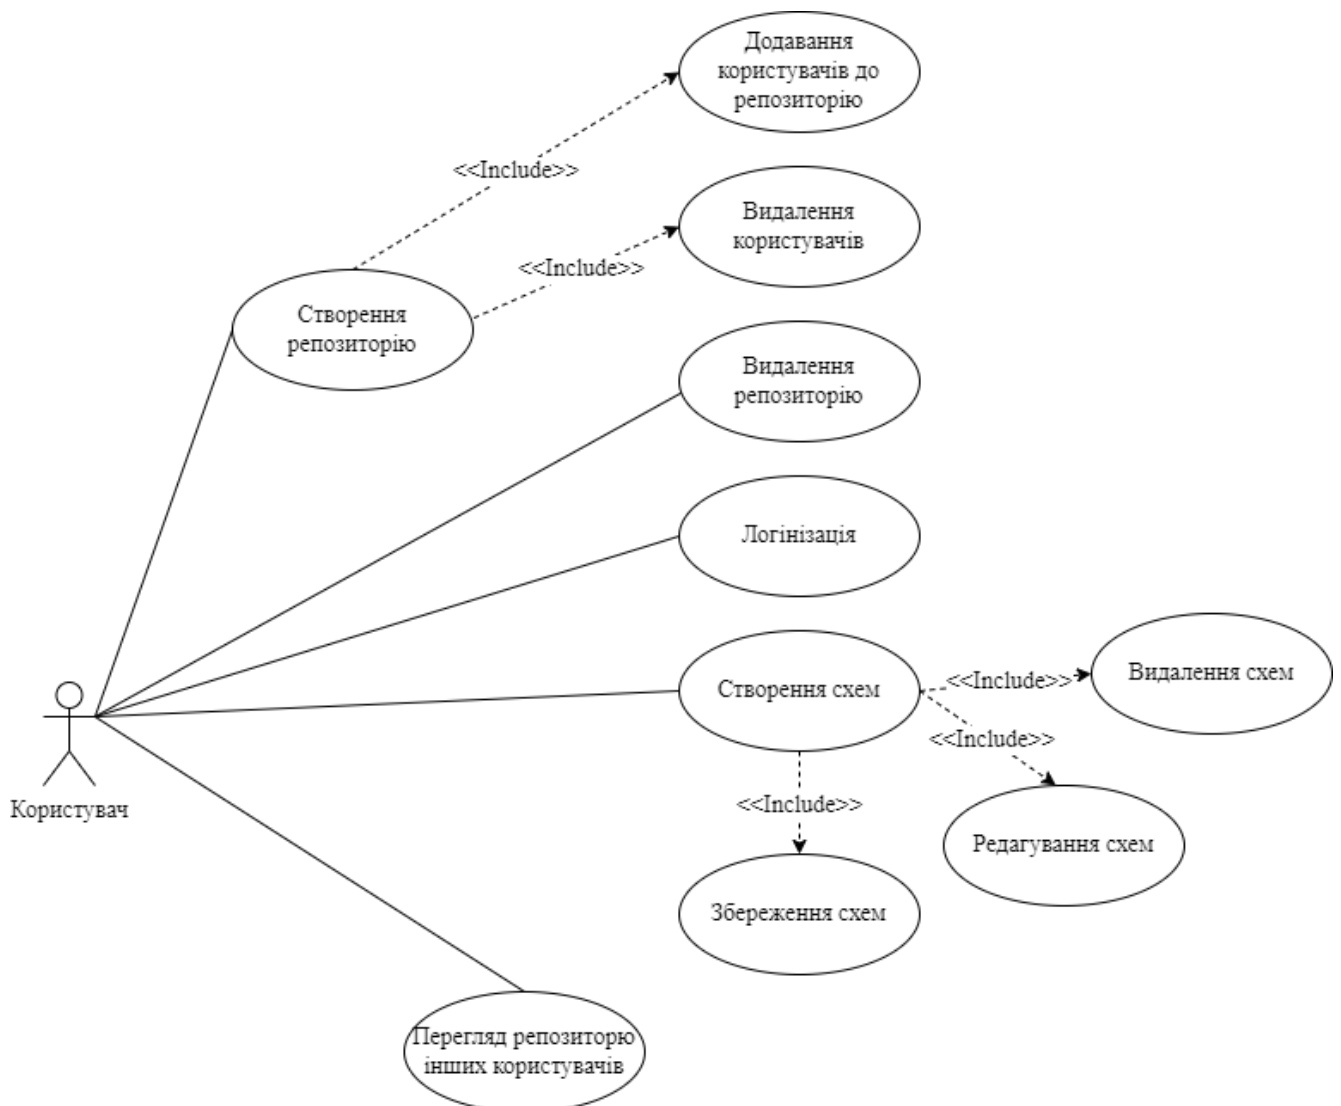 Додавання
користувачів до
репозиторію
<<Include>>
Видалення
користувачів
<<Include>>
Створення
репозиторію
Видалення
репозиторію
Логінізація
Створення схем
<<Include>>
Видалення схем
<<Include>>
<<Include>>
Користувач
Редагування схем
Збереження схем
Перегляд репозиторю
інших користувачів